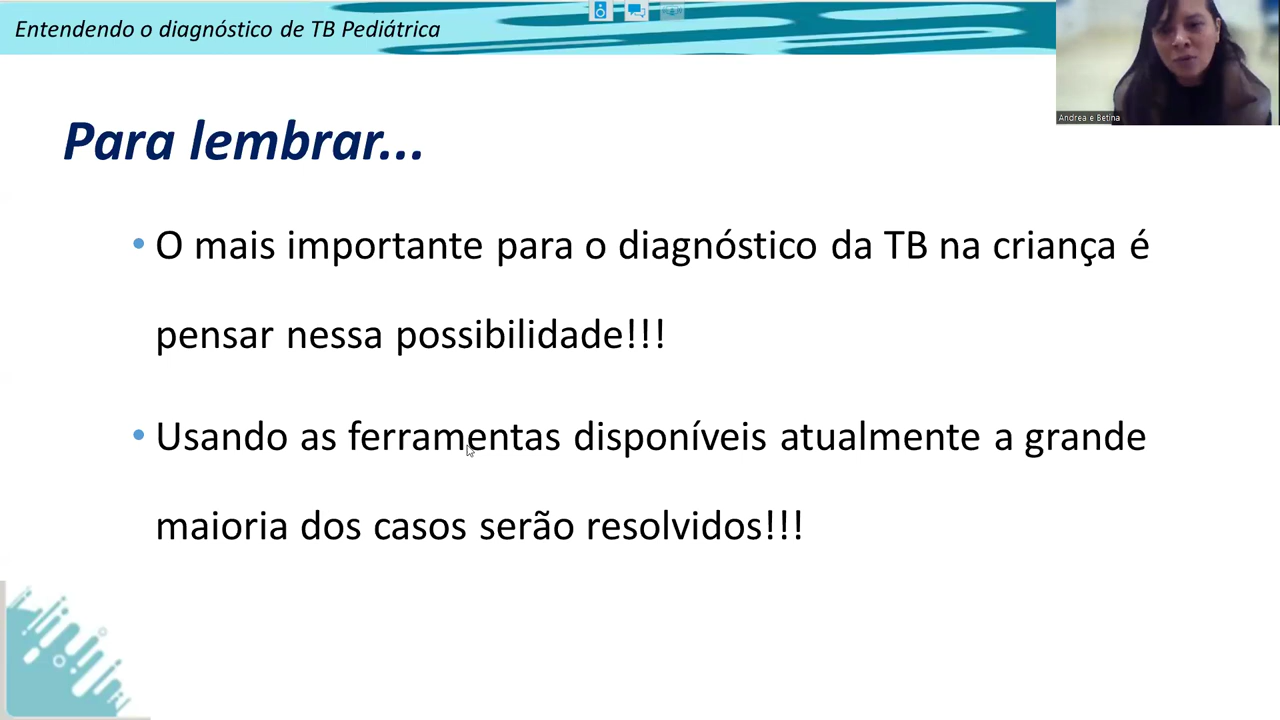 Entendendo o diagnóstico de TB Pediátrica
Andrea e Betina
Para lembrar...
• O mais importante para o diagnóstico da TB na criança é
pensar nessa possibilidade!!!
• Usando as ferramentas disponíveis atualmente a grande
maioria dos casos serão resolvidos!!!